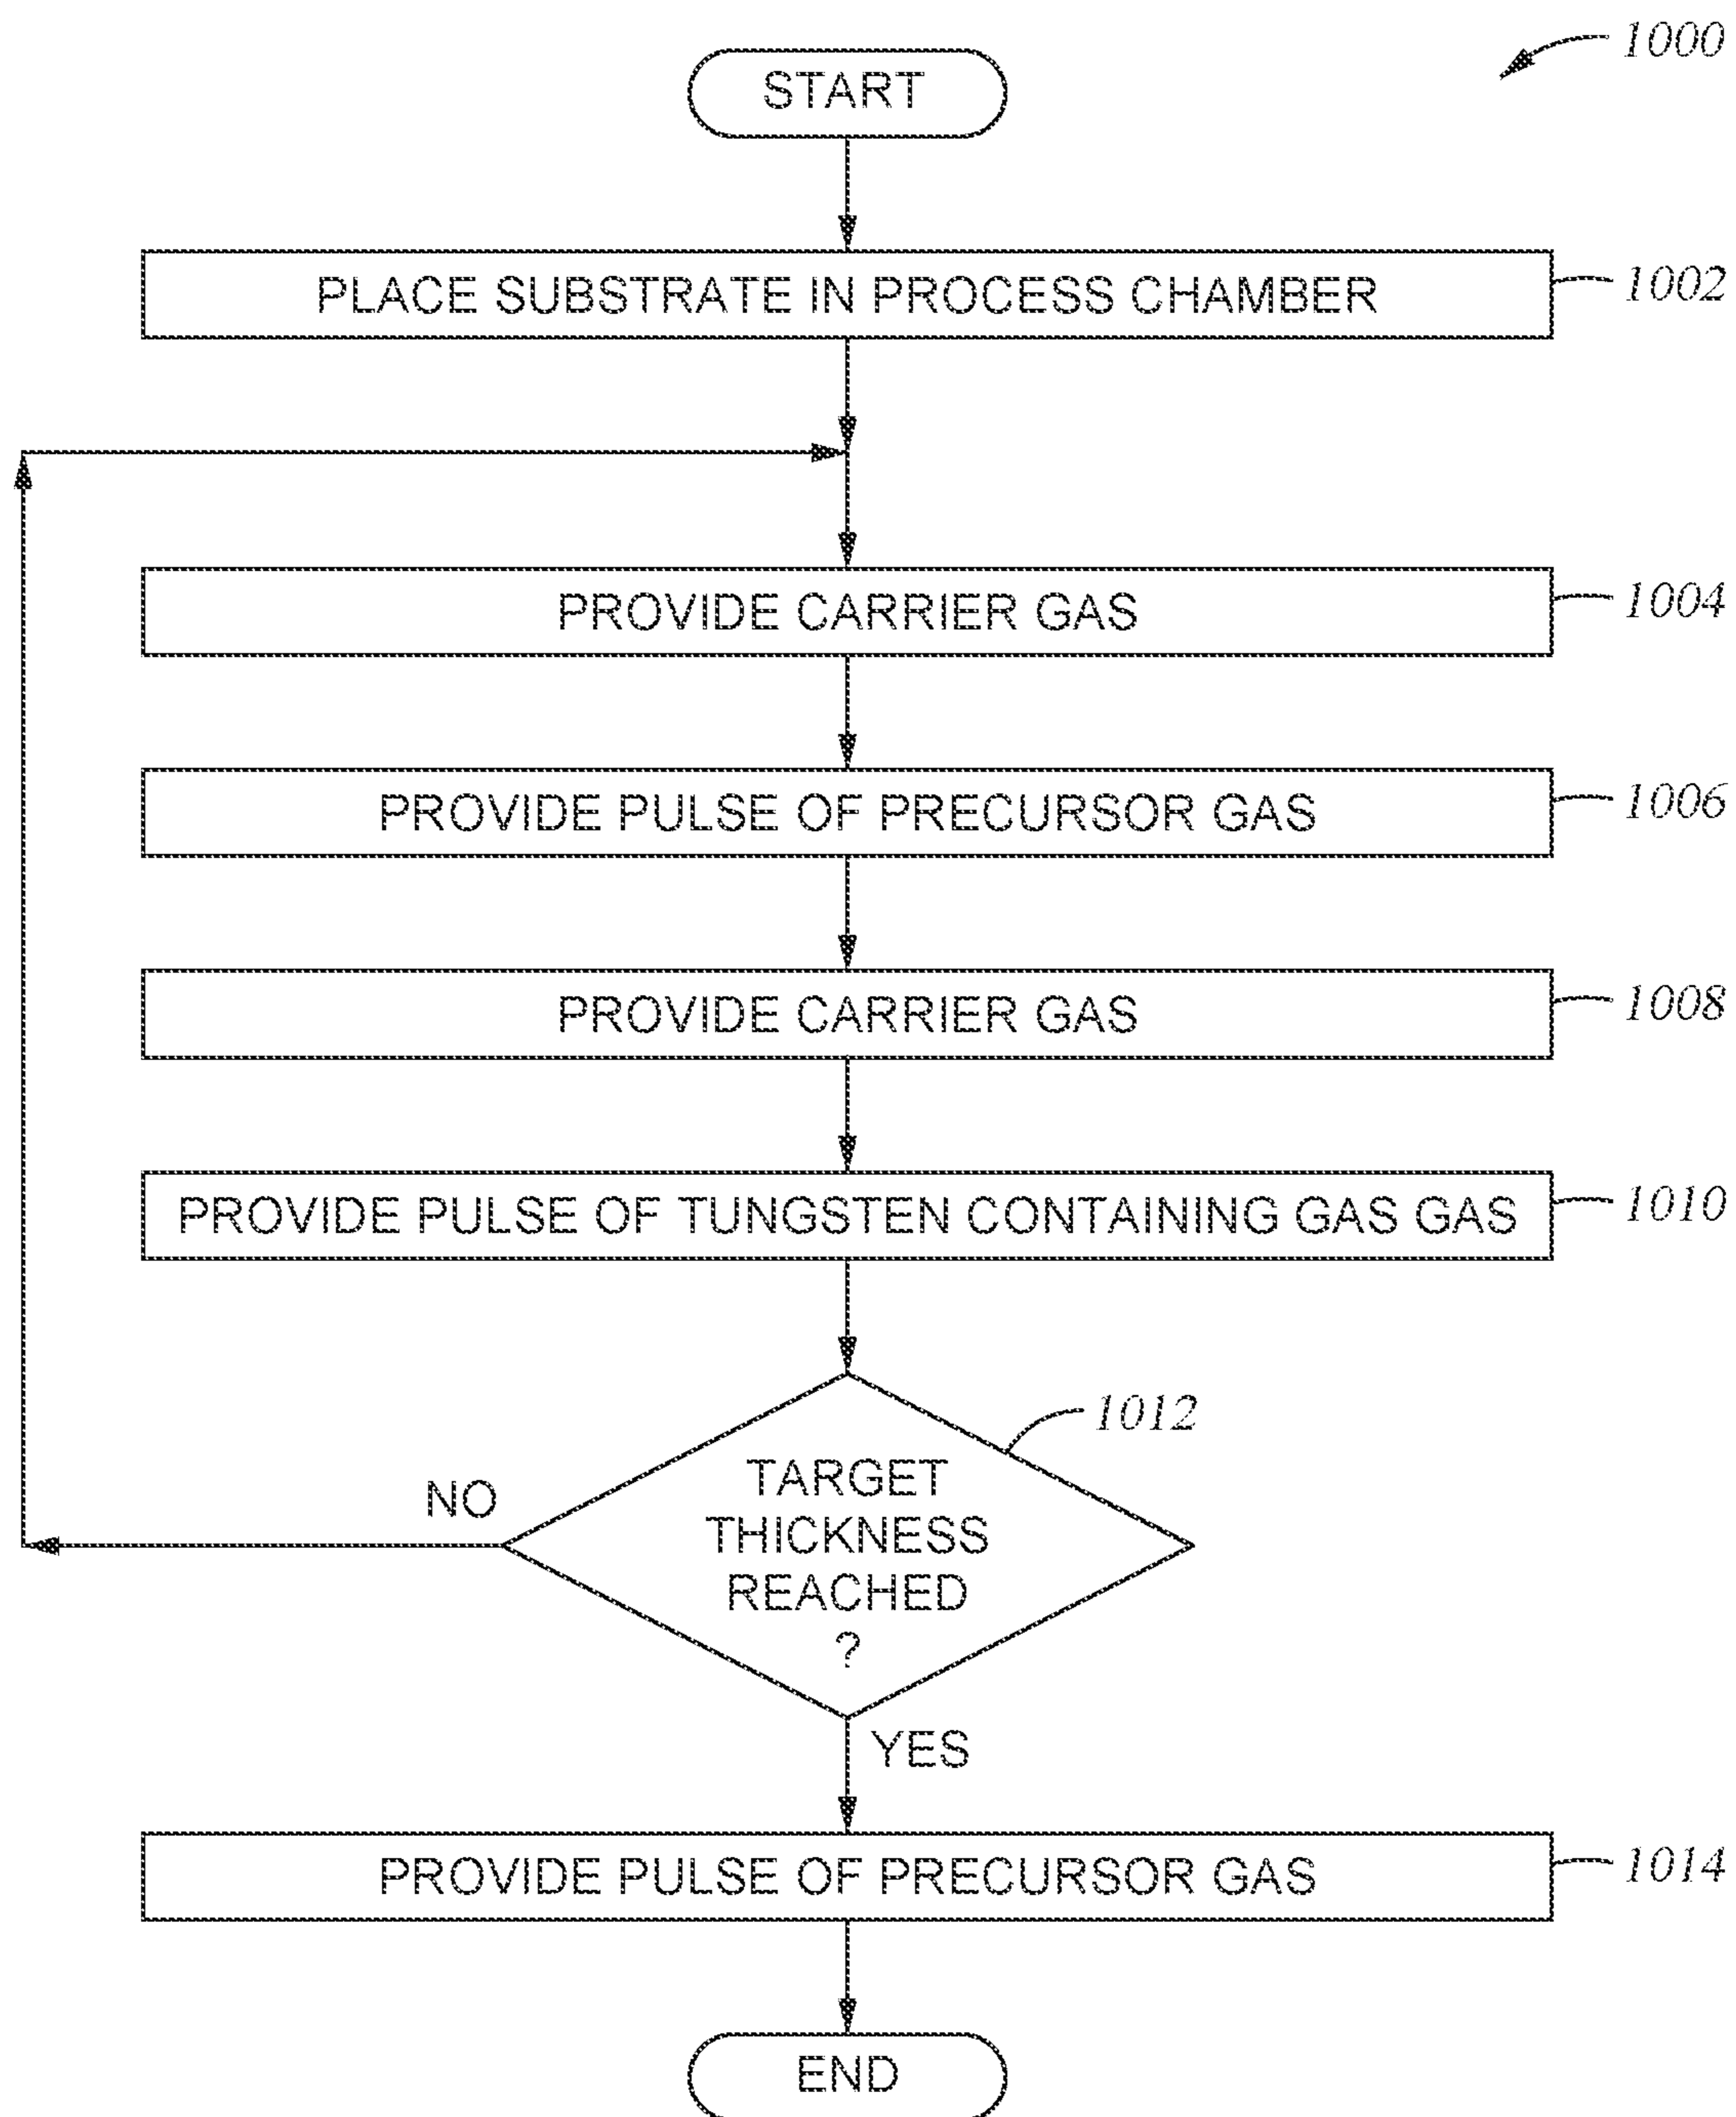 1000
START
PLACE SUBSTRATE IN PROCESS CHAMBER
1002
PROVIDE CARRIER GAS
1004
PROVIDE PULSE OF PRECURSOR GAS
1006
PROVIDE CARRIER GAS
1008
PROVIDE PULSE OF TUNGSTEN CONTAINING GAS GAS
1010
1012
NO
TARGET
THICKNESS
REACHED
?
YES
PROVIDE PULSE OF PRECURSOR GAS
1014
END